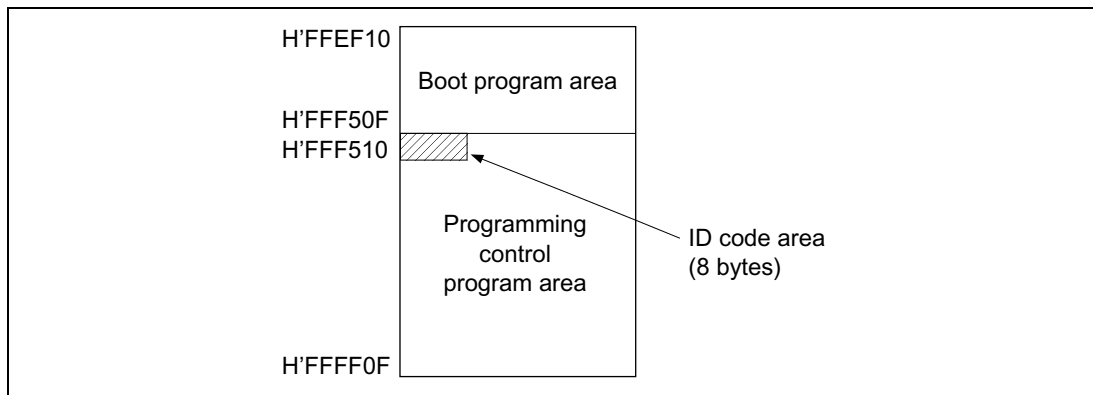 H'FFEF10
Boot program area
H'FFF50F
H'FFF510
Programming
control
program area
ID code area
(8 bytes)
H'FFFF0F